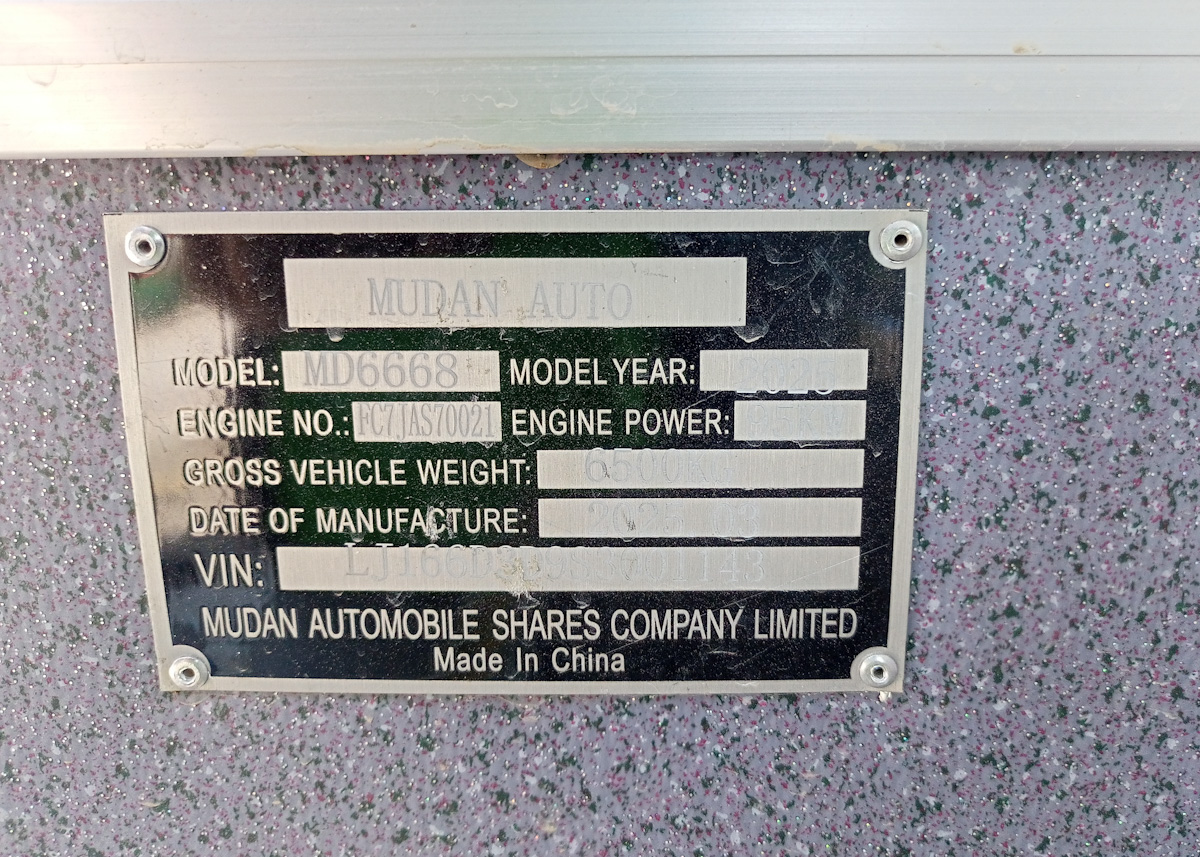 MUDAN AUTO
MODEL: MD6668 MODEL YEAR:
ENGINE NO.: FC7JAS70021 ENGINE POWER:
GROSS VEHICLE WEIGHT: 6500
DATE OF MANUFACTURE:
VIN:
MUDAN AUTOMOBILE SHARES COMPANY LIMITED
Made In China